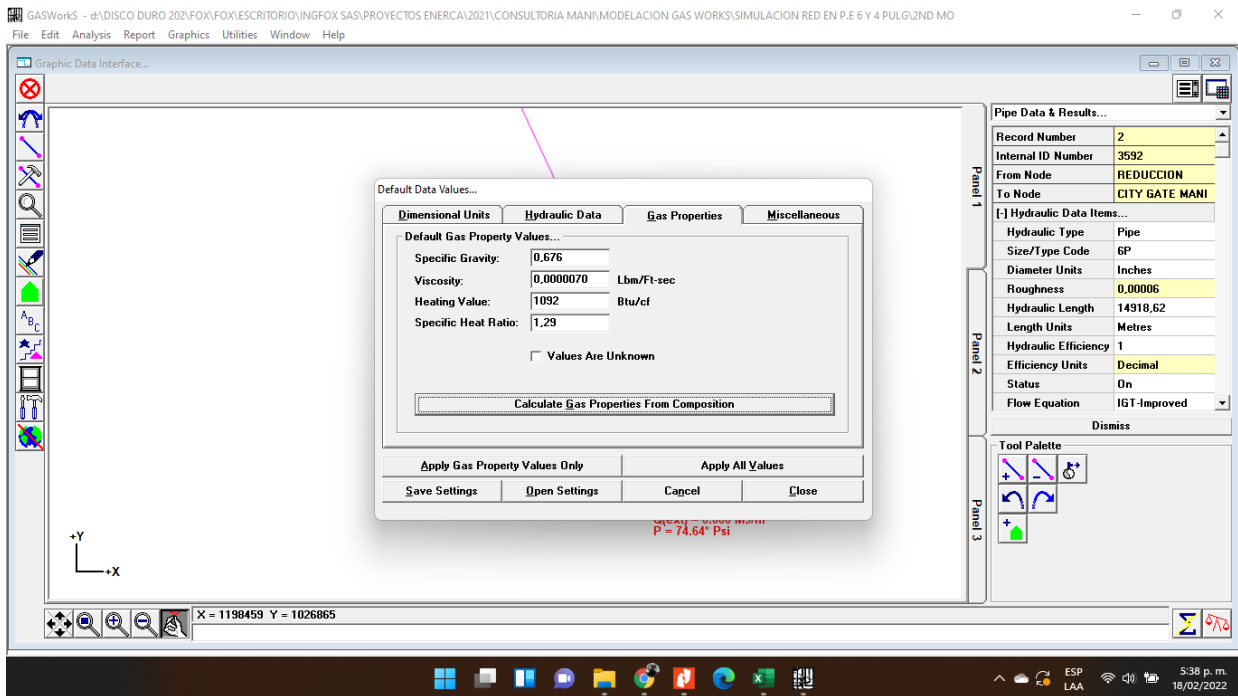 GASWorkS - d:\DISCO DURO 202\FOX\FOX\ESCRITORIO\INGFOX SAS\PROYECTOS ENERCA\2021\CONSULTORIA MANI\MODELACION GAS WORKS\SIMULACION RED EN P.E 6 Y 4 PULG\2ND MO
File Edit Analysis Report Graphics Utilities Window Help
Graphic Data Interface...
Default Data Values...
Dimensional Units Hydraulic Data Gas Properties Miscellaneous
Default Gas Property Values...
Specific Gravity: 0,676
Viscosity: 0,0000070 Lbm/Ft-sec
Heating Value: 1092 Btu/cf
Specific Heat Ratio: 1,29
Values Are Unknown
Calculate Gas Properties From Composition
Apply Gas Property Values Only Apply All Values
Save Settings Open Settings Cancel Close
P = 74.64* Psi
+Y
+X
X = 1198459 Y = 1026865
Panel 1
Panel 2
Panel 3
Pipe Data & Results...
Record Number 2
Internal ID Number 3592
From Node REDUCCION
To Node CITY GATE MANI
[-] Hydraulic Data Items...
Hydraulic Type Pipe
Size/Type Code 6P
Diameter Units Inches
Roughness 0,00006
Hydraulic Length 14918,62
Length Units Metres
Hydraulic Efficiency 1
Efficiency Units Decimal
Status On
Flow Equation IGT-Improved
Dismiss
Tool Palette
ABC
ESP
LAA
5:38 p. m.
18/02/2022